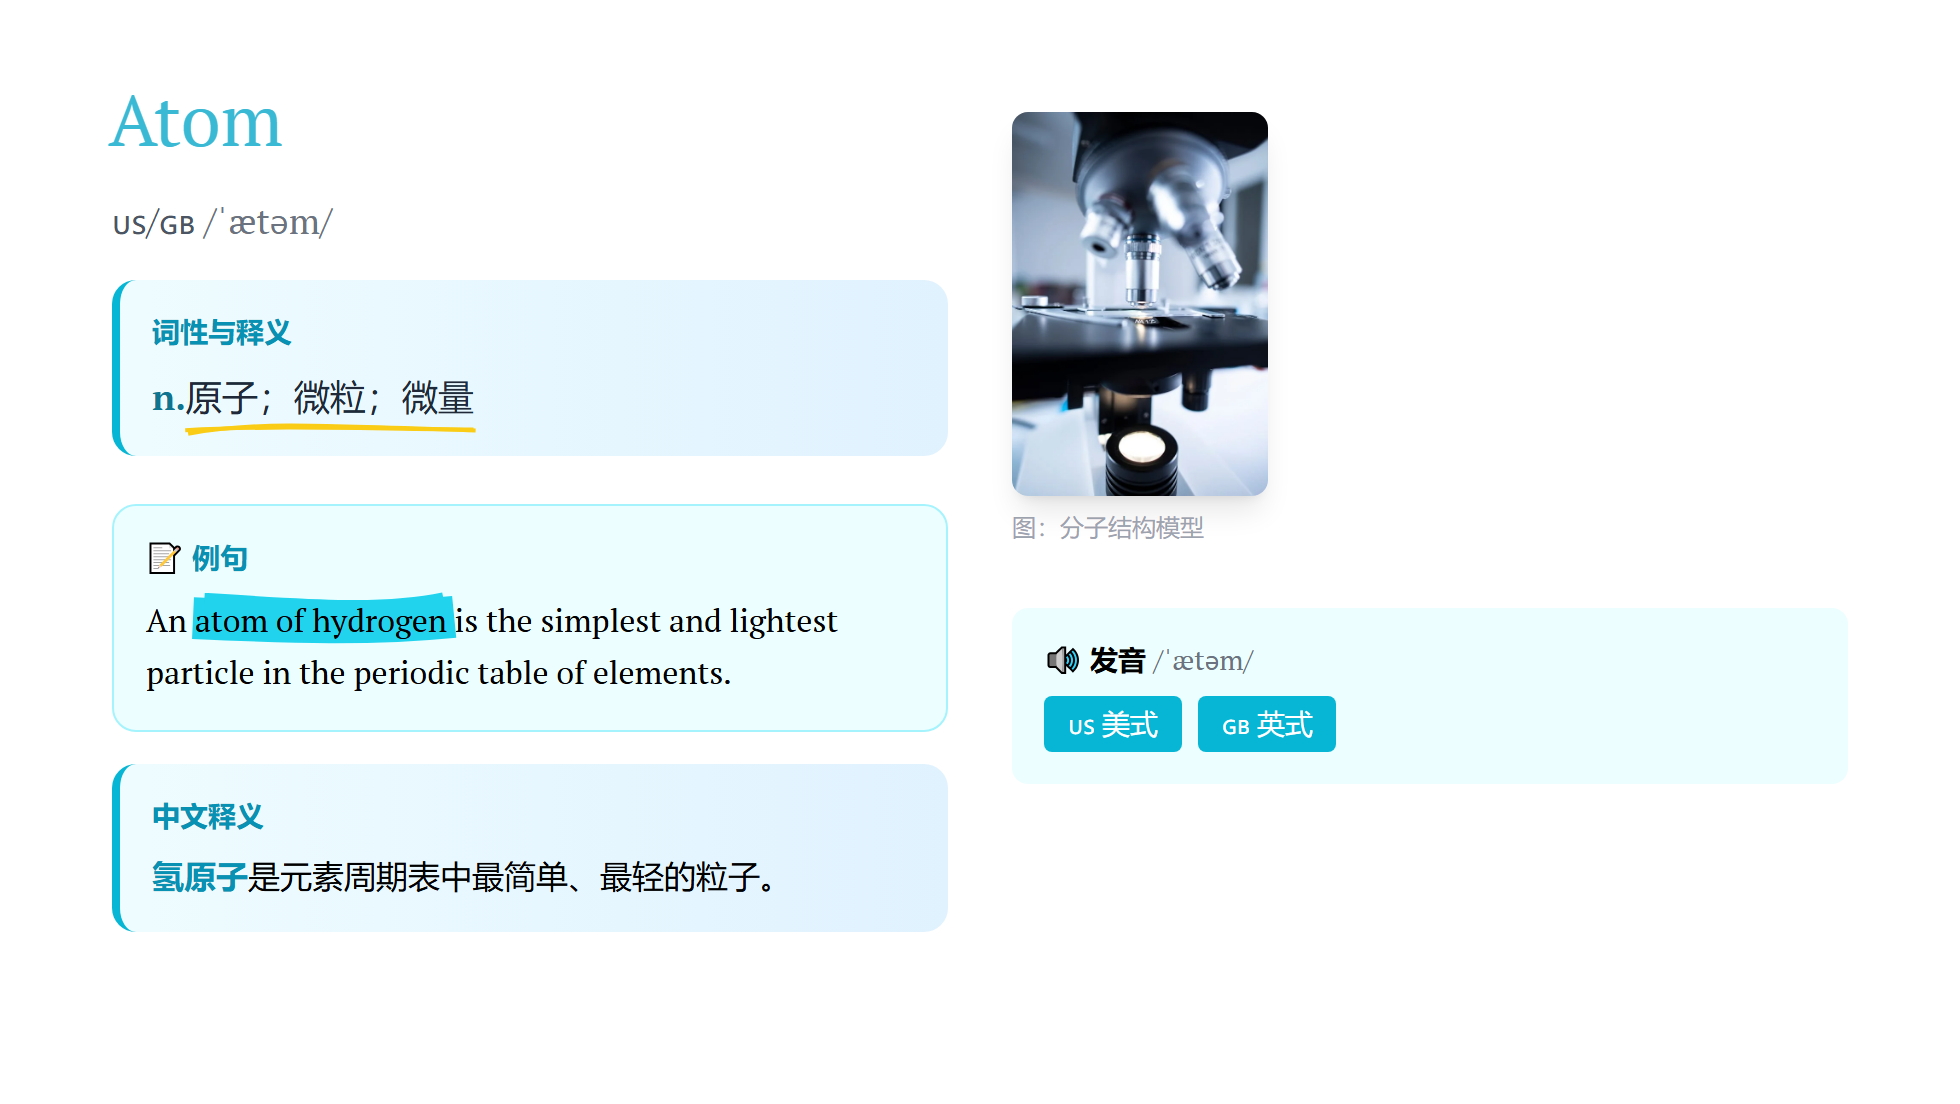 Atom
US/GB /ˈætəm/
词性与释义
n.原子；微粒；微量
📝 例句
An atom of hydrogen is the simplest and lightest
particle in the periodic table of elements.
中文释义
氢原子是元素周期表中最简单、最轻的粒子。
图：分子结构模型
🔊 发音 /ˈætəm/
US 美式
GB 英式